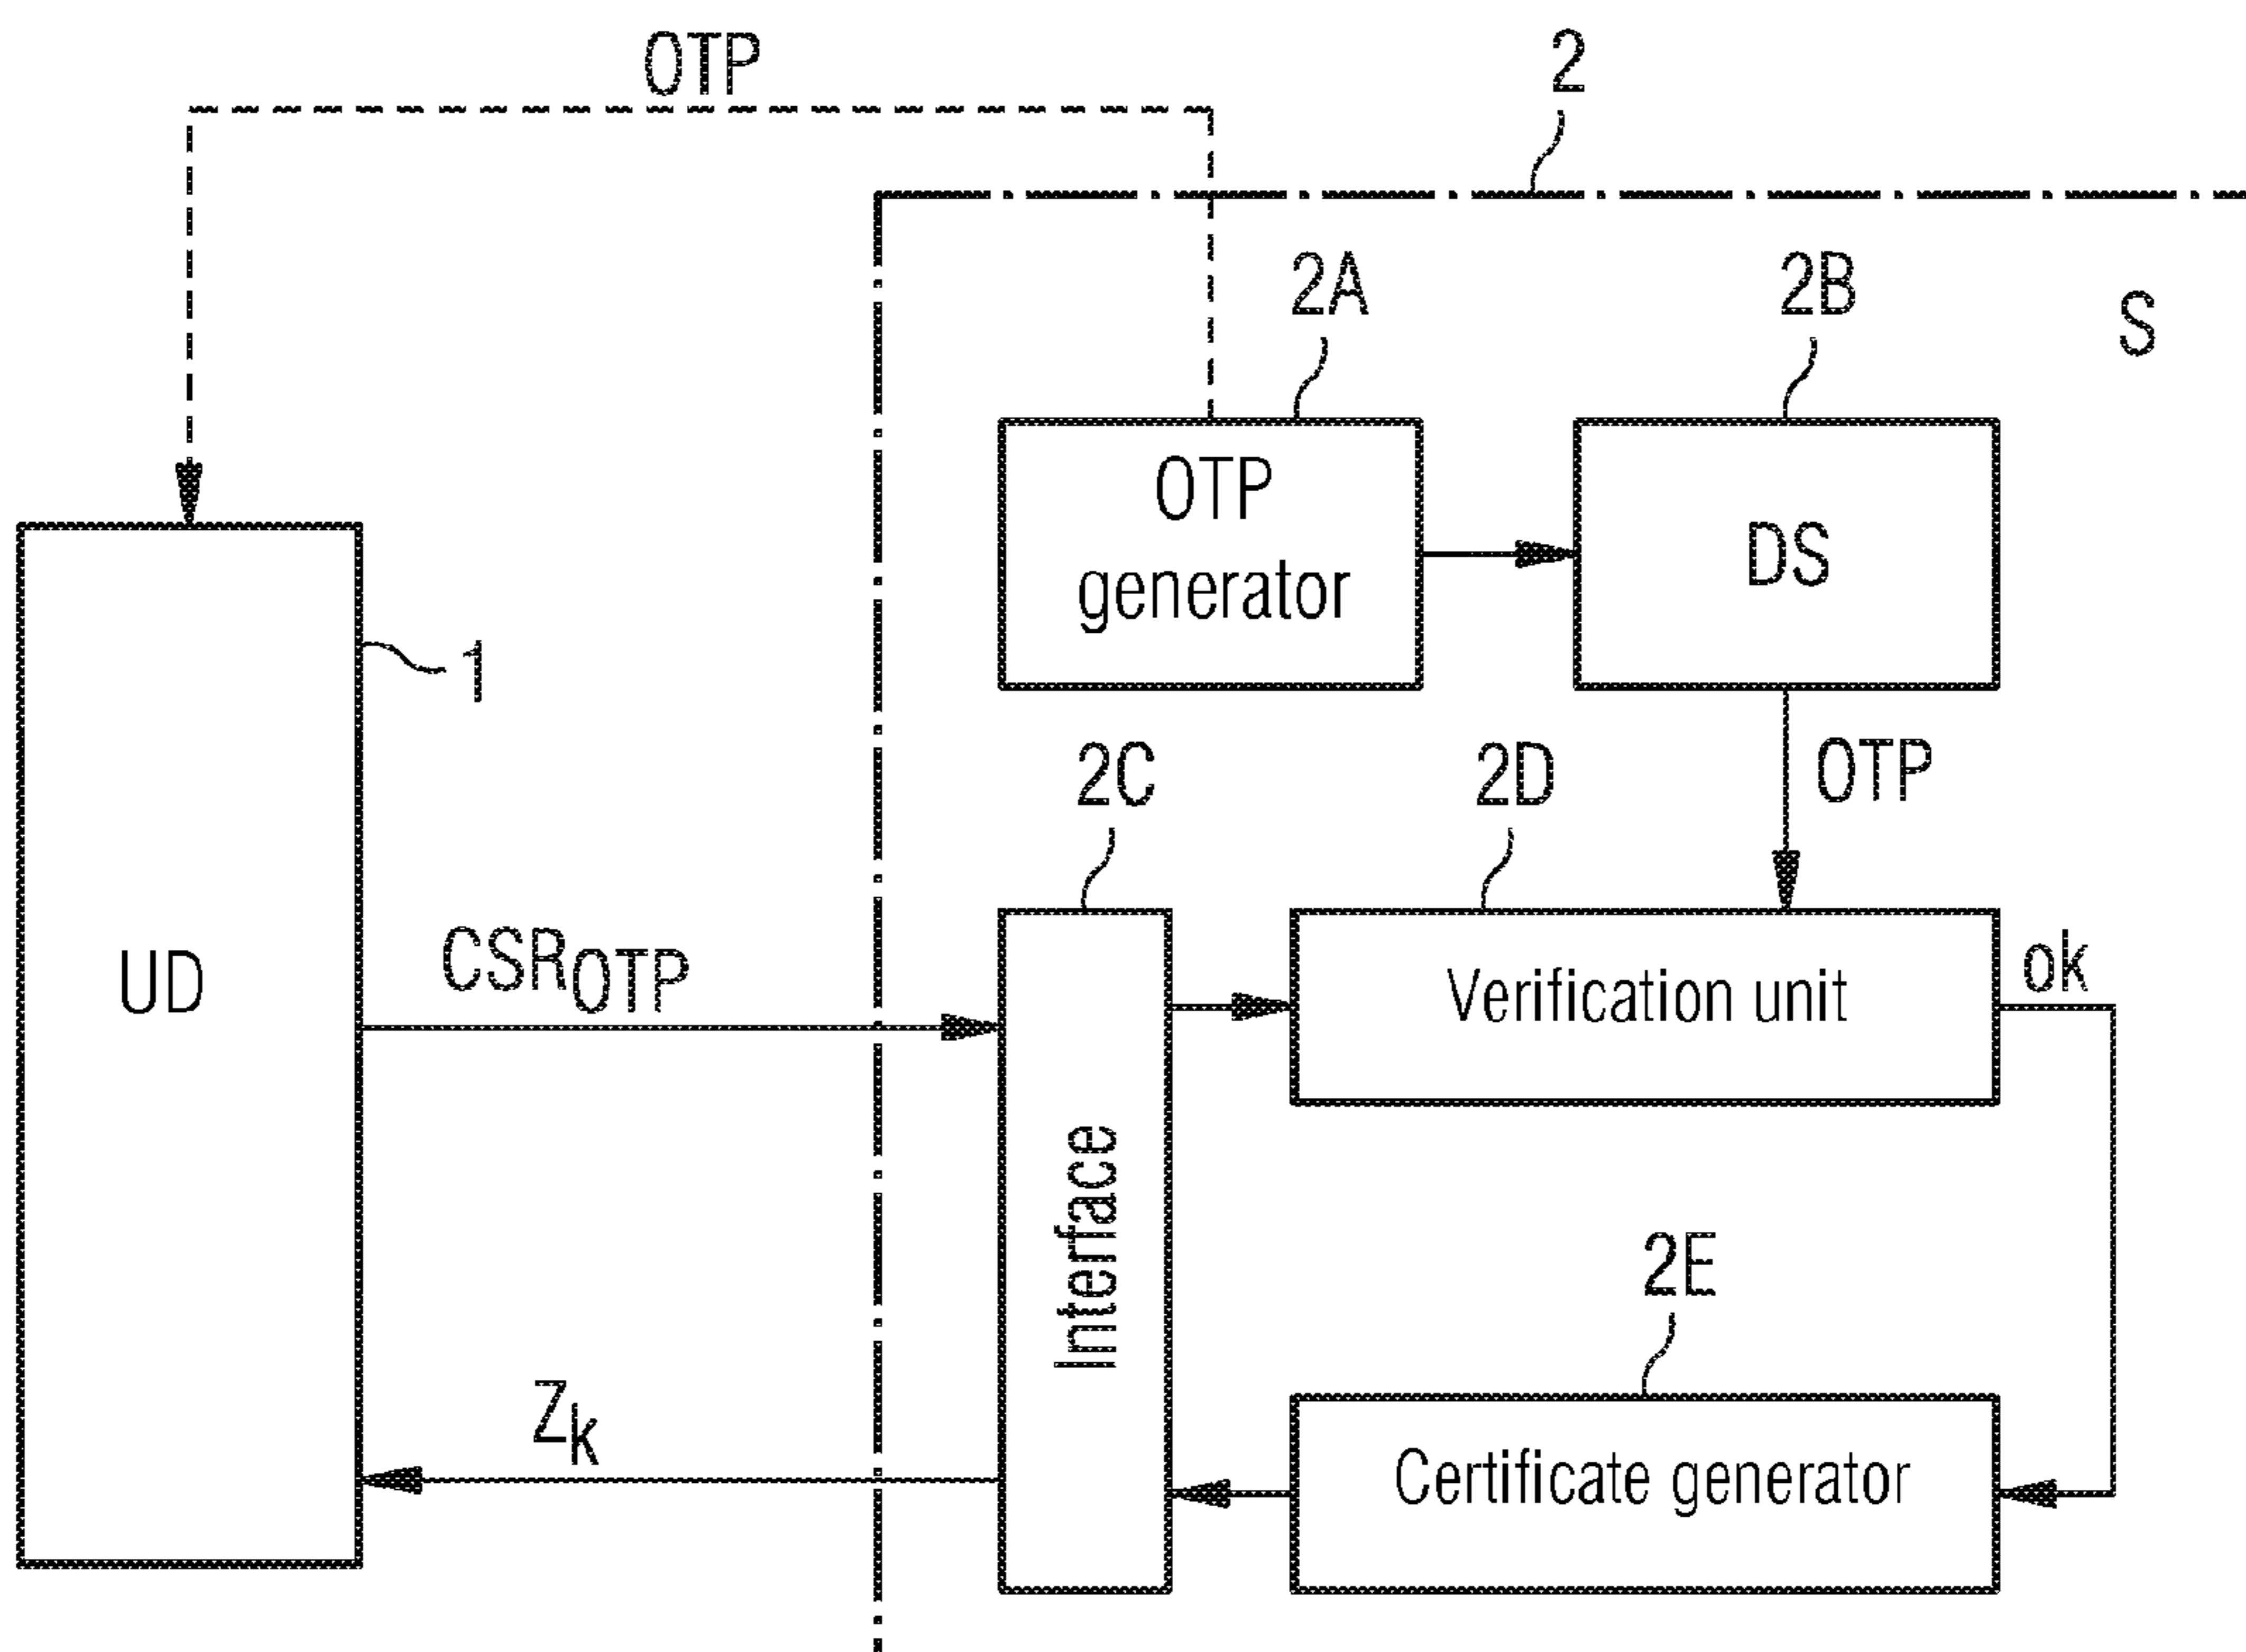 OTP
2
2A
2B
S
OTP
generator
DS
1
2C
2D
OTP
UD
CSROTP
Verification unit
ok
Interface
2E
Zk
Certificate generator